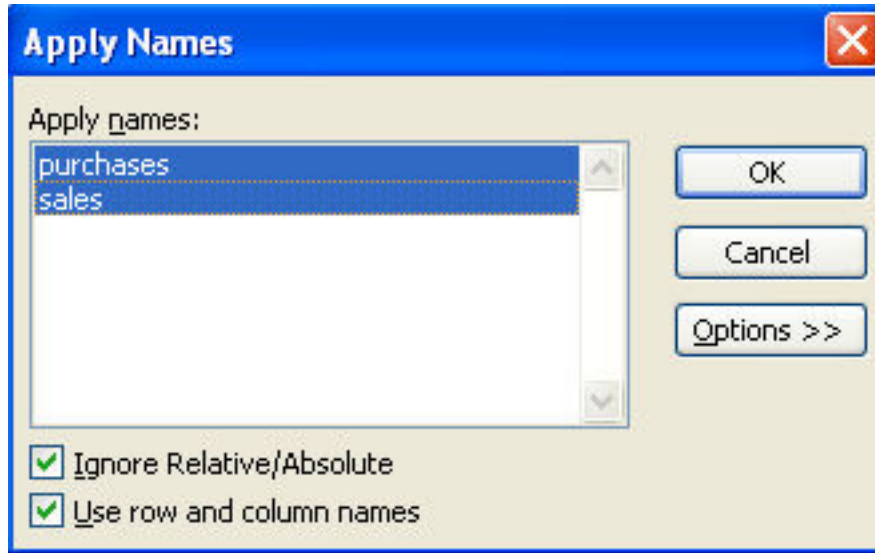 Apply Names
Apply names:
purchases
sales
OK
Cancel
Options >>
Ignore Relative/Absolute
Use row and column names